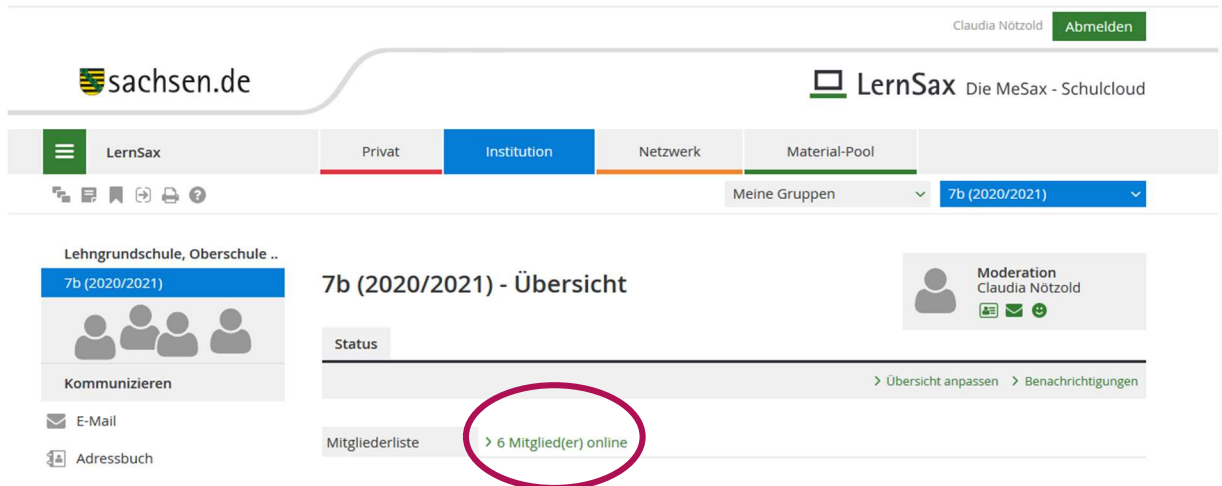 Claudia Nötzold Abmelden
sachsen.de
LernSax Die MeSax - Schulcloud
LernSax Privat Institution Netzwerk Material-Pool
Meine Gruppen 7b (2020/2021)
Lehngrundschule, Oberschule ..
7b (2020/2021)
7b (2020/2021) - Übersicht
Moderation
Claudia Nötzold
Status
Kommunizieren
> Übersicht anpassen > Benachrichtigungen
E-Mail
Mitgliederliste > 6 Mitglied(er) online
Adressbuch